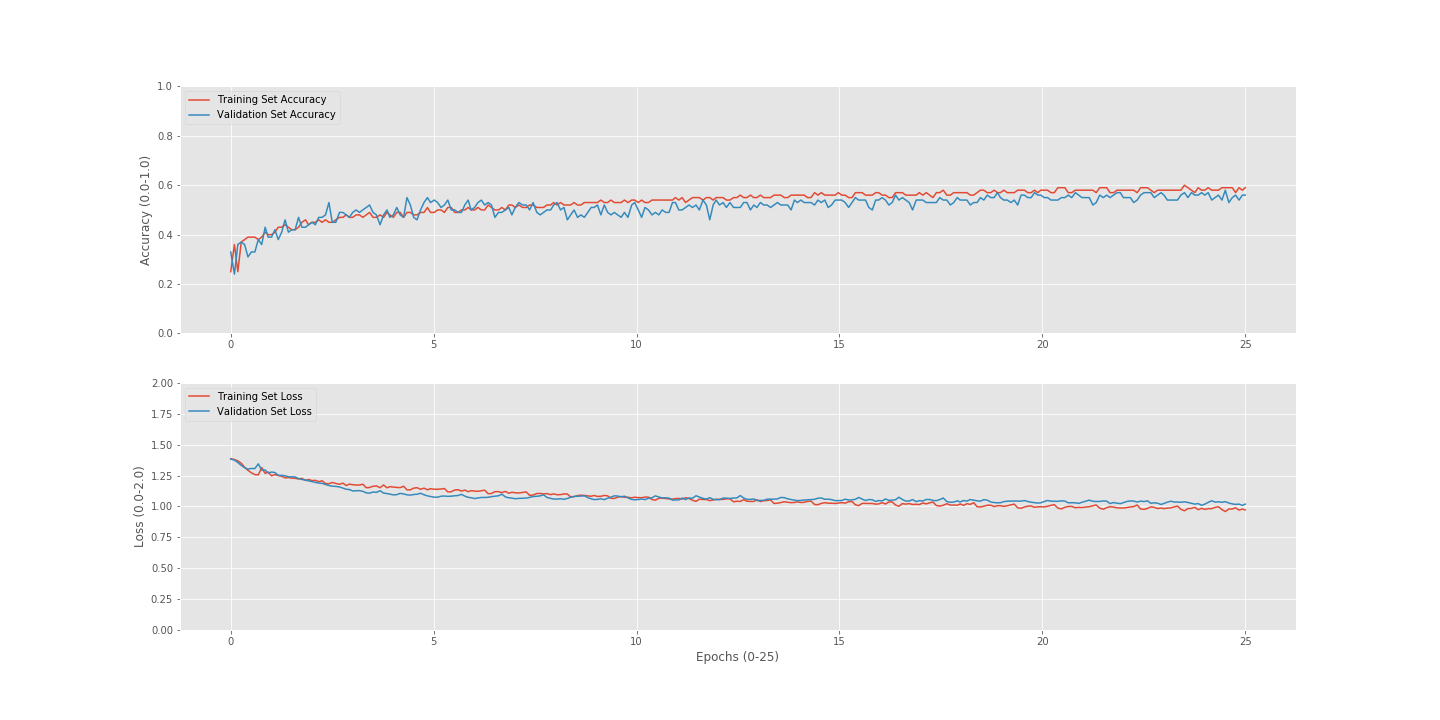 1.0
Training Set Accuracy
Validation Set Accuracy
0.8
0.6
0.4
0.2
0.0
Accuracy (0.0-1.0)
0 5 10 15 20 25
2.00
Training Set Loss
Validation Set Loss
1.75
1.50
1.25
1.00
0.75
0.50
0.25
0.00
Loss (0.0-2.0)
0 5 10 15 20 25
Epochs (0-25)